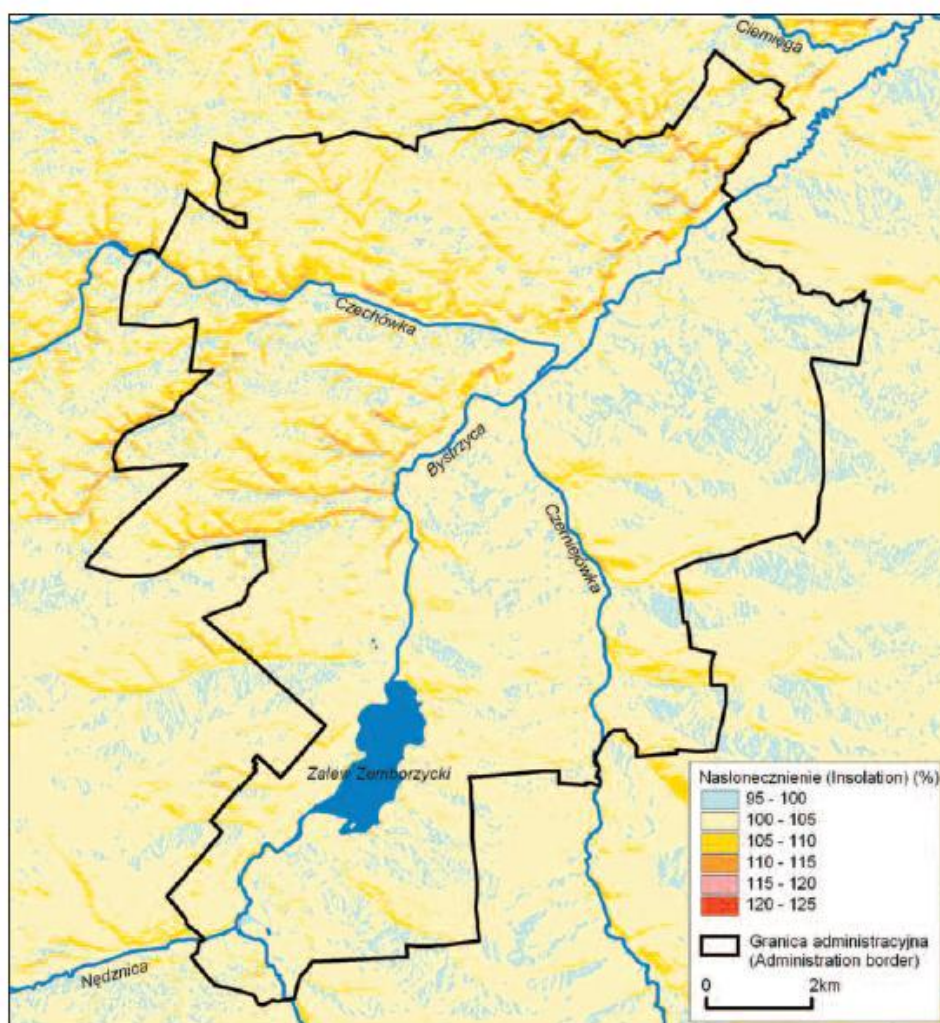 Ciemięga
Czechówka
Bystrzyca
Czerniejówka
Zalew Zemborzycki
Nędznica
Nasłonecznienie (Insolation) (%)
95 - 100
100 - 105
105 - 110
110 - 115
115 - 120
120 - 125
Granica administracyjna
(Administration border)
0 2km